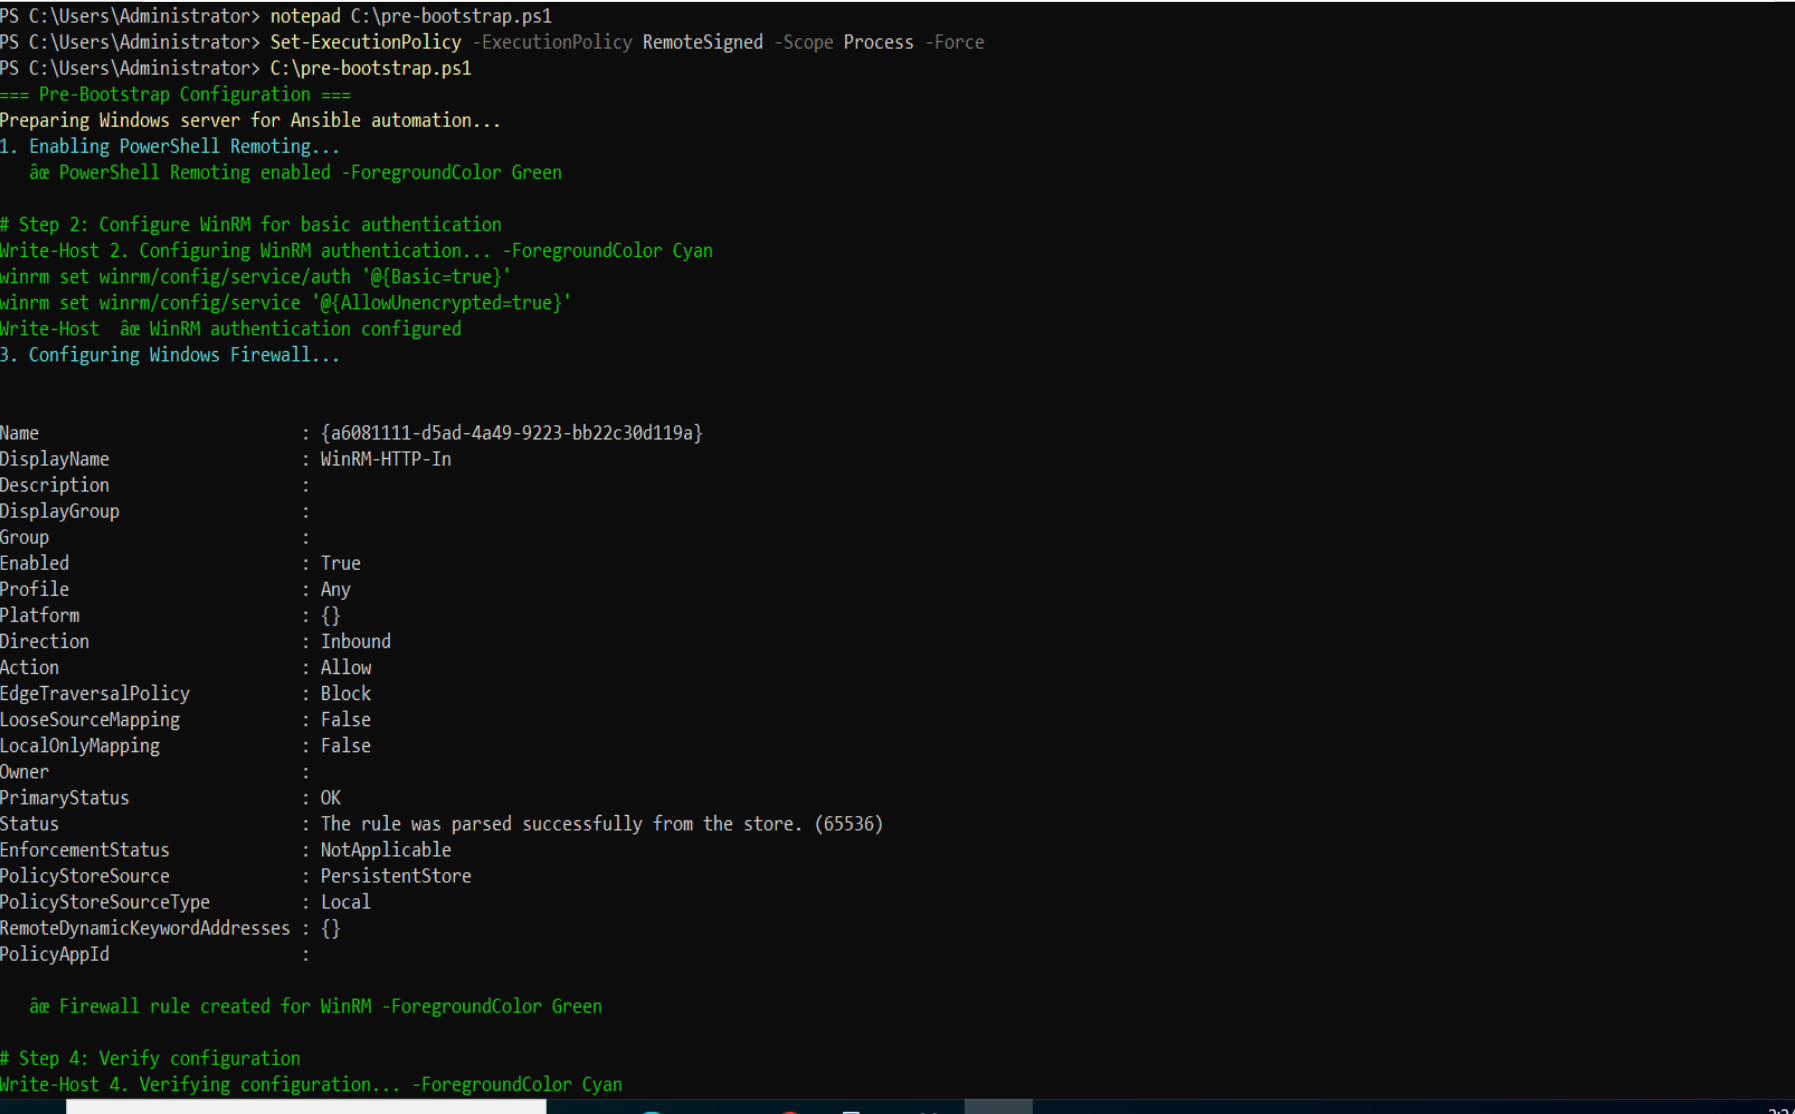 PS C:\Users\Administrator> notepad C:\pre-bootstrap.ps1
PS C:\Users\Administrator> Set-ExecutionPolicy -ExecutionPolicy RemoteSigned -Scope Process -Force
PS C:\Users\Administrator> C:\pre-bootstrap.ps1
=== Pre-Bootstrap Configuration ===
Preparing Windows server for Ansible automation...
1. Enabling PowerShell Remoting...
   âœ PowerShell Remoting enabled -ForegroundColor Green
# Step 2: Configure WinRM for basic authentication
Write-Host 2. Configuring WinRM authentication... -ForegroundColor Cyan
winrm set winrm/config/service/auth '@{Basic=true}'
winrm set winrm/config/service '@{AllowUnencrypted=true}'
Write-Host  âœ WinRM authentication configured
3. Configuring Windows Firewall...
Name                          : {a6081111-d5ad-4a49-9223-bb22c30d119a}
DisplayName                   : WinRM-HTTP-In
Description                   :
DisplayGroup                  :
Group                         :
Enabled                       : True
Profile                       : Any
Platform                      : {}
Direction                     : Inbound
Action                        : Allow
EdgeTraversalPolicy           : Block
LooseSourceMapping            : False
LocalOnlyMapping              : False
Owner                         :
PrimaryStatus                 : OK
Status                        : The rule was parsed successfully from the store. (65536)
EnforcementStatus             : NotApplicable
PolicyStoreSource             : PersistentStore
PolicyStoreSourceType         : Local
RemoteDynamicKeywordAddresses : {}
PolicyAppId                   :
   âœ Firewall rule created for WinRM -ForegroundColor Green
# Step 4: Verify configuration
Write-Host 4. Verifying configuration... -ForegroundColor Cyan